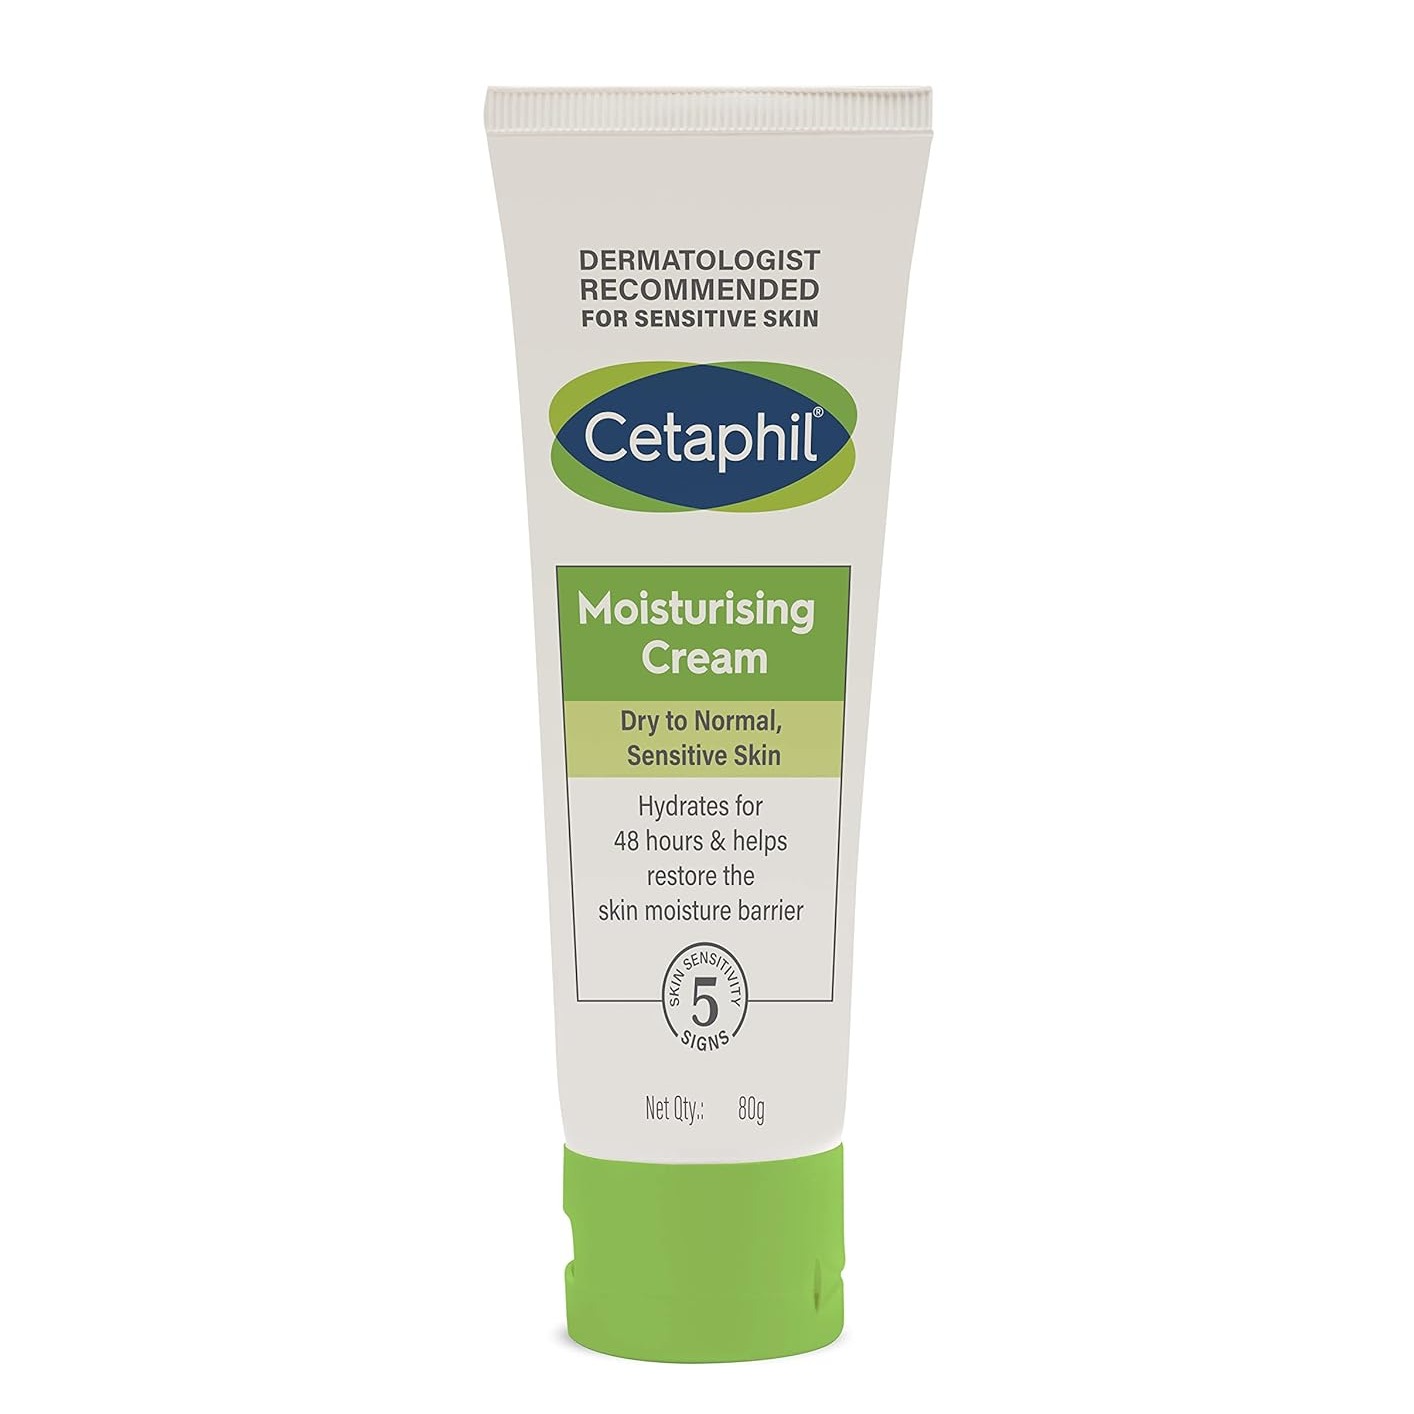 DERMATOLOGIST
RECOMMENDED
FOR SENSITIVE SKIN
Cetaphil®
Moisturising
Cream
Dry to Normal,
Sensitive Skin
Hydrates for
48 hours & helps
restore the
skin moisture barrier
SKIN SENSITIVITY
5
SIGNS
Net Qty.: 80g